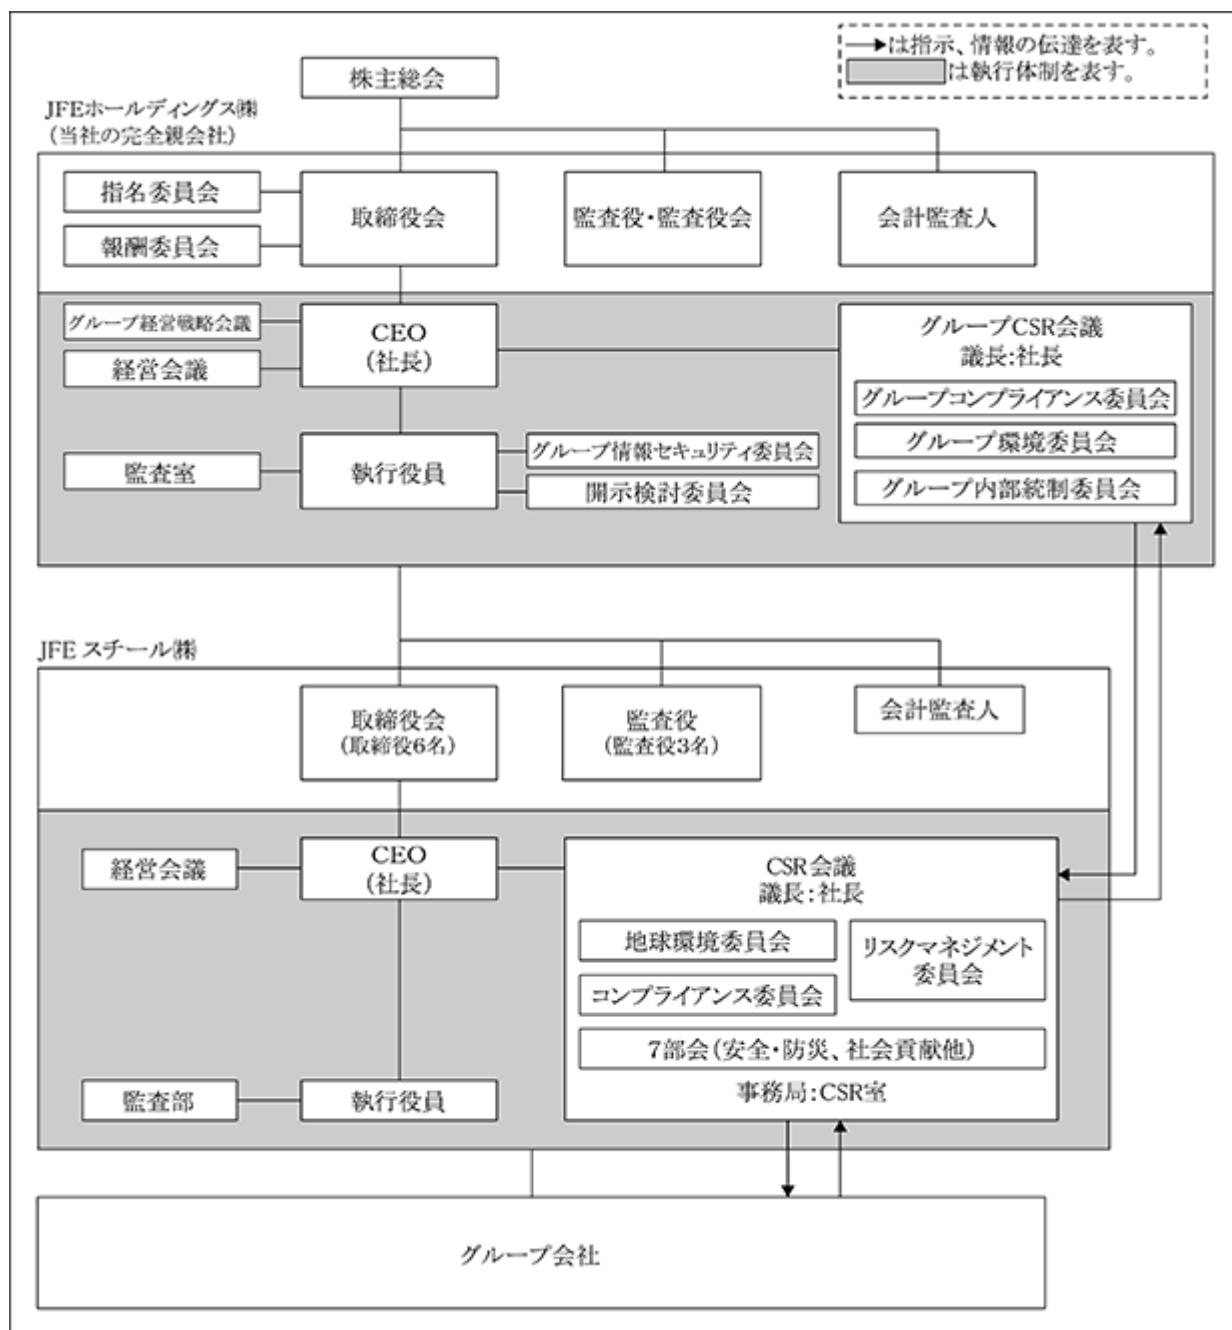 →は指示、情報の伝達を表す。
は執行体制を表す。
株主総会
JFEホールディングス㈱
（当社の完全親会社）
指名委員会
取締役会
監査役・監査役会
会計監査人
報酬委員会
グループ経営戦略会議
CEO
（社長）
経営会議
グループCSR会議
議長：社長
グループコンプライアンス委員会
グループ環境委員会
グループ内部統制委員会
監査室
執行役員
グループ情報セキュリティ委員会
開示検討委員会
JFE スチール㈱
取締役会
（取締役6名）
監査役
（監査役3名）
会計監査人
経営会議
CEO
（社長）
CSR会議
議長：社長
地球環境委員会
リスクマネジメント
委員会
コンプライアンス委員会
7部会（安全・防災、社会貢献他）
事務局：CSR室
監査部
執行役員
グループ会社